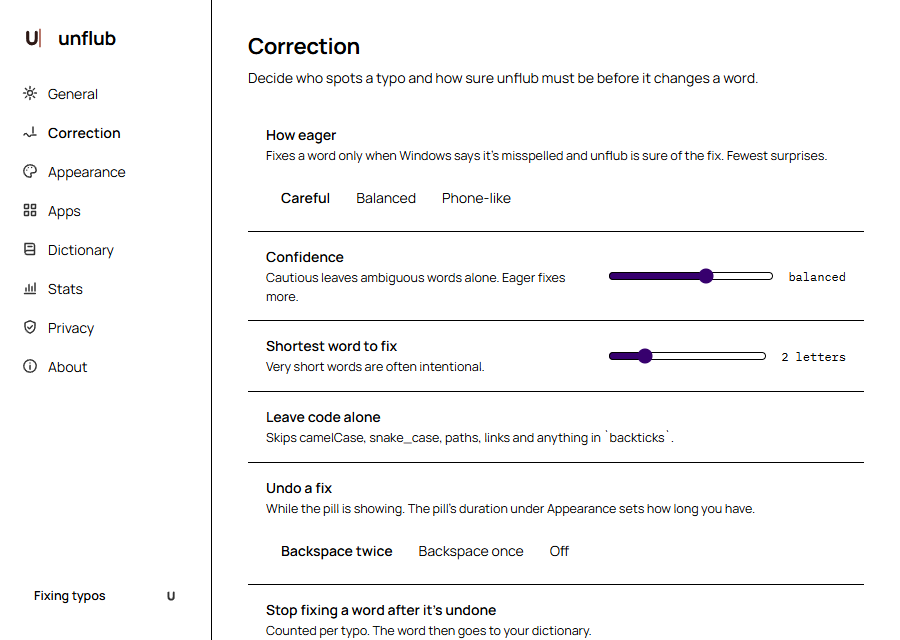 U unflub
General
Correction
Appearance
Apps
Dictionary
Stats
Privacy
About
Fixing typos U
Correction
Decide who spots a typo and how sure unflub must be before it changes a word.
How eager
Fixes a word only when Windows says it's misspelled and unflub is sure of the fix. Fewest surprises.
Careful Balanced Phone-like
Confidence
Cautious leaves ambiguous words alone. Eager fixes
more.
balanced
Shortest word to fix
Very short words are often intentional.
2 letters
Leave code alone
Skips camelCase, snake_case, paths, links and anything in `backticks`.
Undo a fix
While the pill is showing. The pill's duration under Appearance sets how long you have.
Backspace twice Backspace once Off
Stop fixing a word after it's undone
Counted per typo. The word then goes to your dictionary.